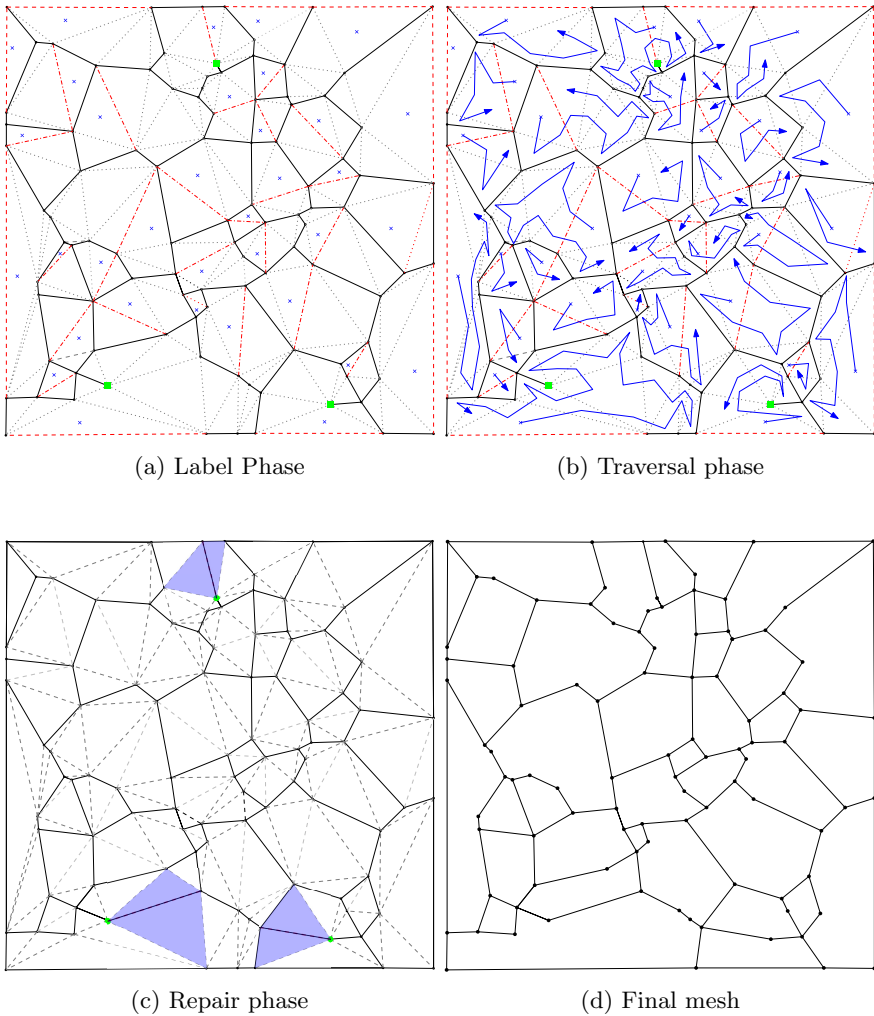 (a) Label Phase
(b) Traversal phase
(c) Repair phase
(d) Final mesh